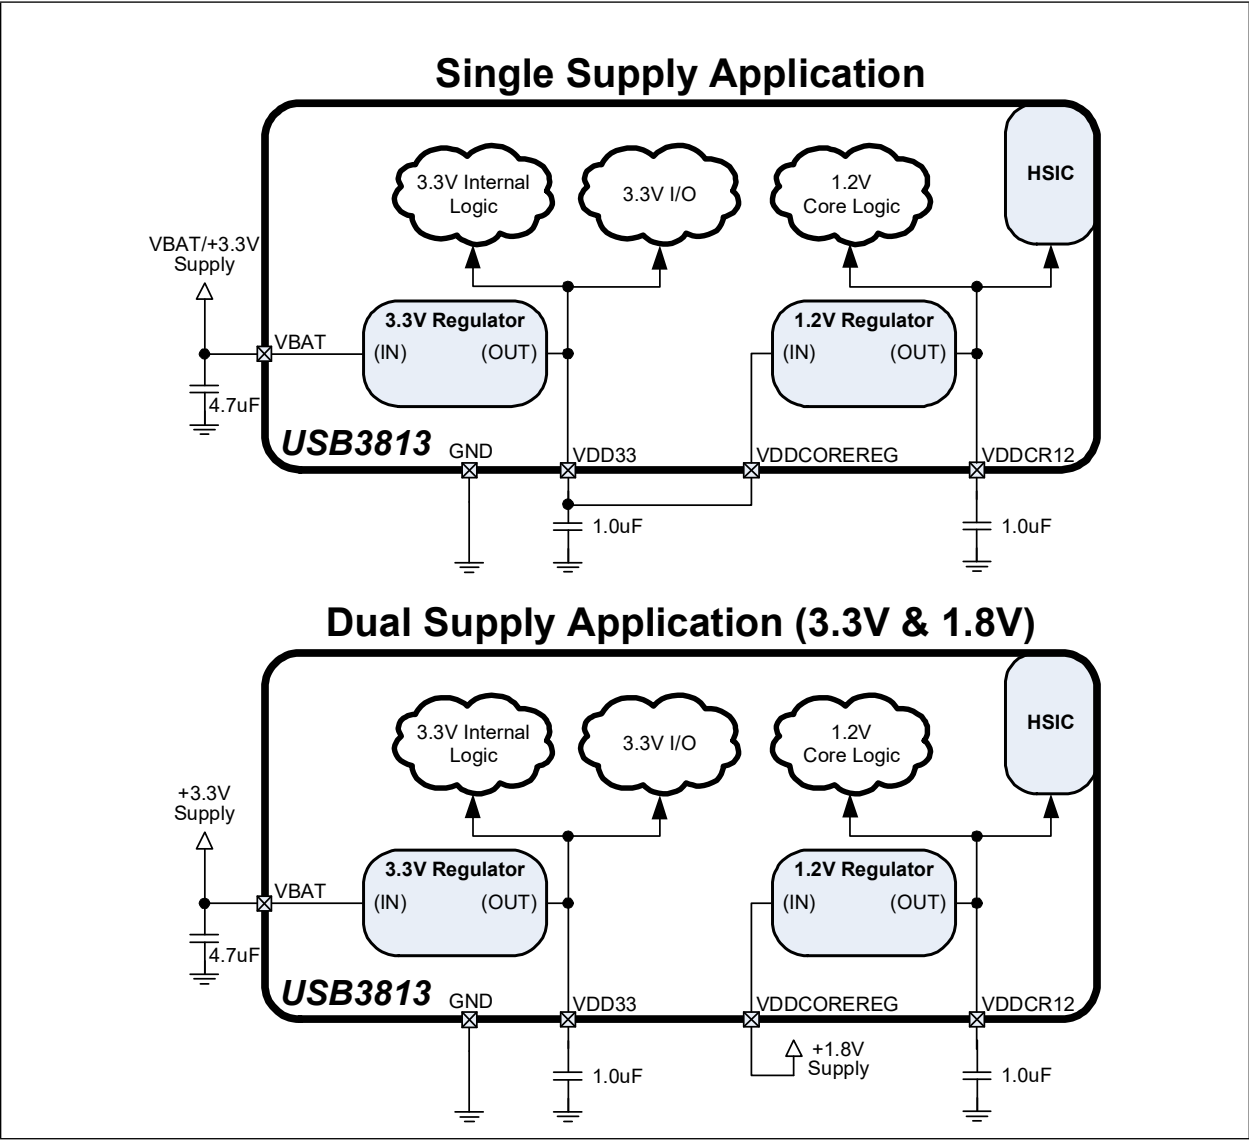 Single Supply Application
HSIC
3.3V Internal
Logic
3.3V I/O
1.2V
Core Logic
VBAT/+3.3V
Supply
3.3V Regulator
1.2V Regulator
VBAT
(IN)
(OUT)
(IN)
(OUT)
4.7uF
USB3813
GND
VDD33
VDDCOREREG
VDDCR12
1.0uF
1.0uF
Dual Supply Application (3.3V & 1.8V)
HSIC
3.3V Internal
Logic
3.3V I/O
1.2V
Core Logic
+3.3V
Supply
3.3V Regulator
1.2V Regulator
VBAT
(IN)
(OUT)
(IN)
(OUT)
4.7uF
USB3813
GND
VDD33
VDDCOREREG
VDDCR12
+1.8V
Supply
1.0uF
1.0uF